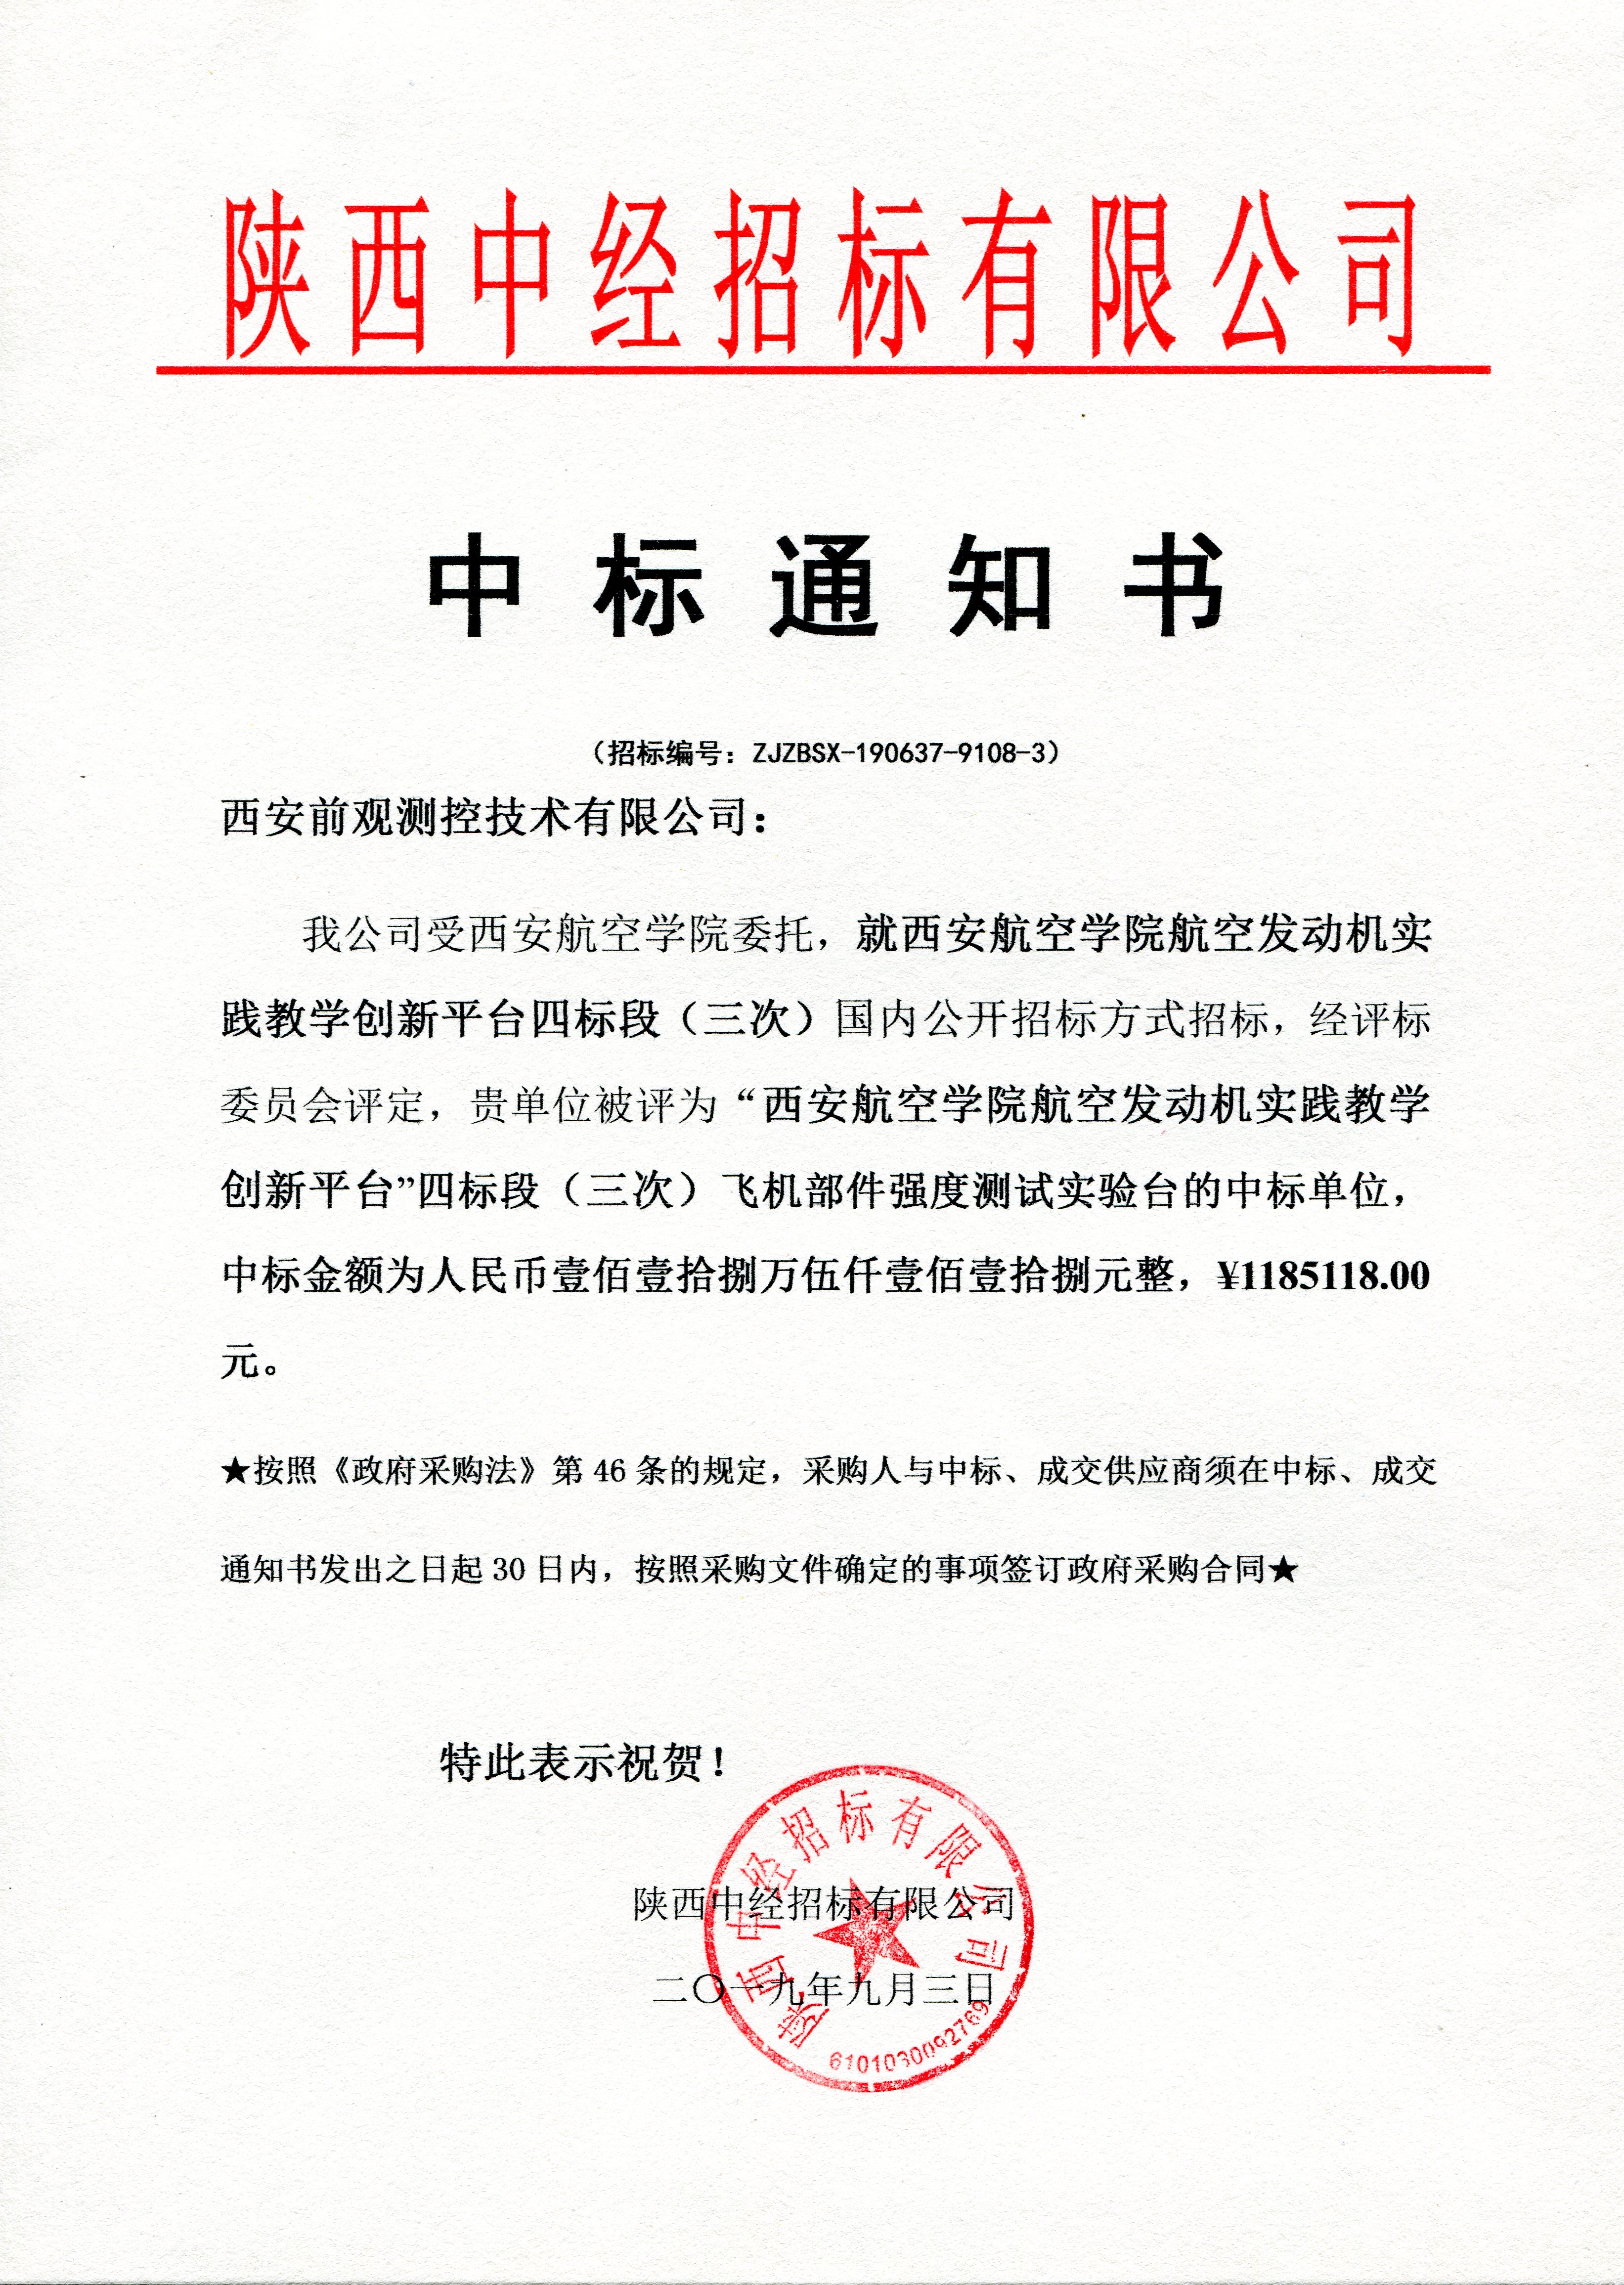 陕西中经招标有限公司
中标通知书
（招标编号：ZJZBSX-190637-9108-3）
西安前观测控技术有限公司：
我公司受西安航空学院委托，就西安航空学院航空发动机实
践教学创新平台四标段（三次）国内公开招标方式招标，经评标
委员会评定，贵单位被评为“西安航空学院航空发动机实践教学
创新平台”四标段（三次）飞机部件强度测试实验台的中标单位，
中标金额为人民币壹佰壹拾捌万伍仟壹佰壹拾捌元整，¥1185118.00
元。
★按照《政府采购法》第 46 条的规定，采购人与中标、成交供应商须在中标、成交
通知书发出之日起 30 日内，按照采购文件确定的事项签订政府采购合同★
特此表示祝贺！
陕西中经招标有限公司
陕西中经招标有限公司
二〇一九年九月三日
6101030092769